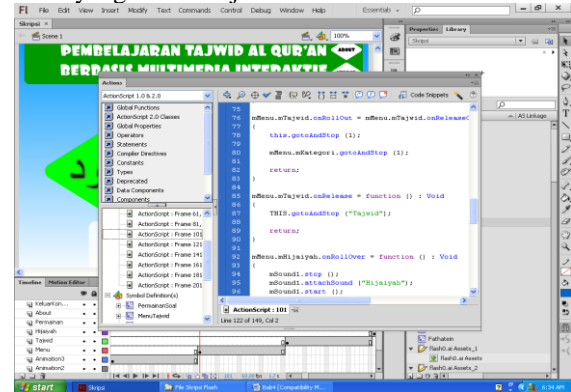 Fl File Edit View Insert Modify Text Commands Control Debug Window Help Essentials
Skripsi ×
Scene 1 100%
Properties Library
Skripsi
AS Linkage
PEMBELAJARAN TAJWID AL QUR'AN
ABOUT
BERBASIS MULTIMEDIA INTERAKTIF
Actions
ActionScript 1.0 & 2.0
Code Snippets
Global Functions
ActionScript 2.0 Classes
Global Properties
Operators
Statements
Compiler Directives
Constants
Types
Deprecated
Data Components
Components
ActionScript : Frame 61,
ActionScript : Frame 81,
ActionScript : Frame 101
ActionScript : Frame 121
ActionScript : Frame 141
ActionScript : Frame 161
ActionScript : Frame 181
ActionScript : Frame-201
Symbol Definition(s)
PermainanSoal
MenuTajwid
75
76 mMenu.mTajwid.onRollOut = mMenu.mTajwid.onRelease
77 {
78 this.gotoAndStop (1);
79
80 mMenu.mKategori.gotoAndStop (1);
81
82 return;
83 }
84
85 mMenu.mTajwid.onRelease = function () : Void
86 {
87 THIS.gotoAndStop ("Tajwid");
88
89 return;
90 }
91
92 mMenu.mHijaiyah.onRollOver = function () : Void
93 {
94 mSound1.stop ();
95 mSound1.attachSound ("Hijaiyah");
96 mSound1.start ();
ActionScript : 101
Line 122 of 149, Col 2
Timeline Motion Editor
Keluarkan...
About
Permainan
Hijaiyah
Tajwid
Menu
Animation3
Animation2
Fathatein
flash0.ai Assets_1
flash0.ai
flash0.ai Assets
start Skripsi File Skripsi Flash Bab4 [Compatibility M... 6:34 AM